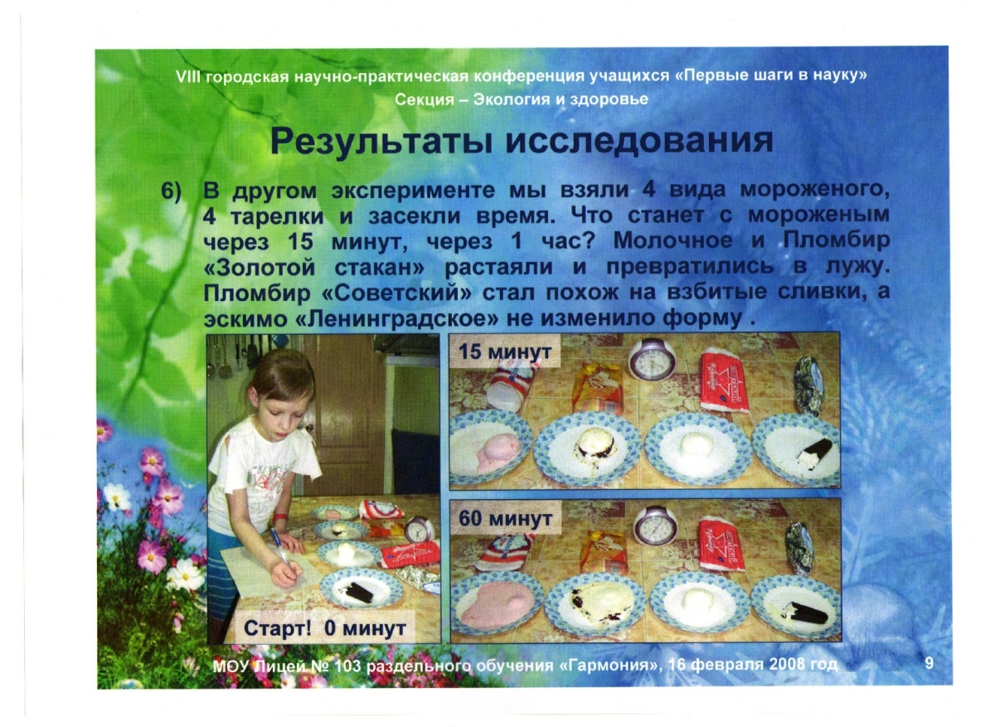 VIII городская научно-практическая конференция учащихся «Первые шаги в науку»
Секция – Экология и здоровье
Результаты исследования
6) В другом эксперименте мы взяли 4 вида мороженого,
4 тарелки и засекли время. Что станет с мороженым
через 15 минут, через 1 час? Молочное и Пломбир
«Золотой стакан» растаяли и превратились в лужу.
Пломбир «Советский» стал похож на взбитые сливки, а
эскимо «Ленинградское» не изменило форму .
15 минут
60 минут
Старт! 0 минут
МОУ Лицей № 103 раздельного обучения «Гармония», 16 февраля 2008 год
9